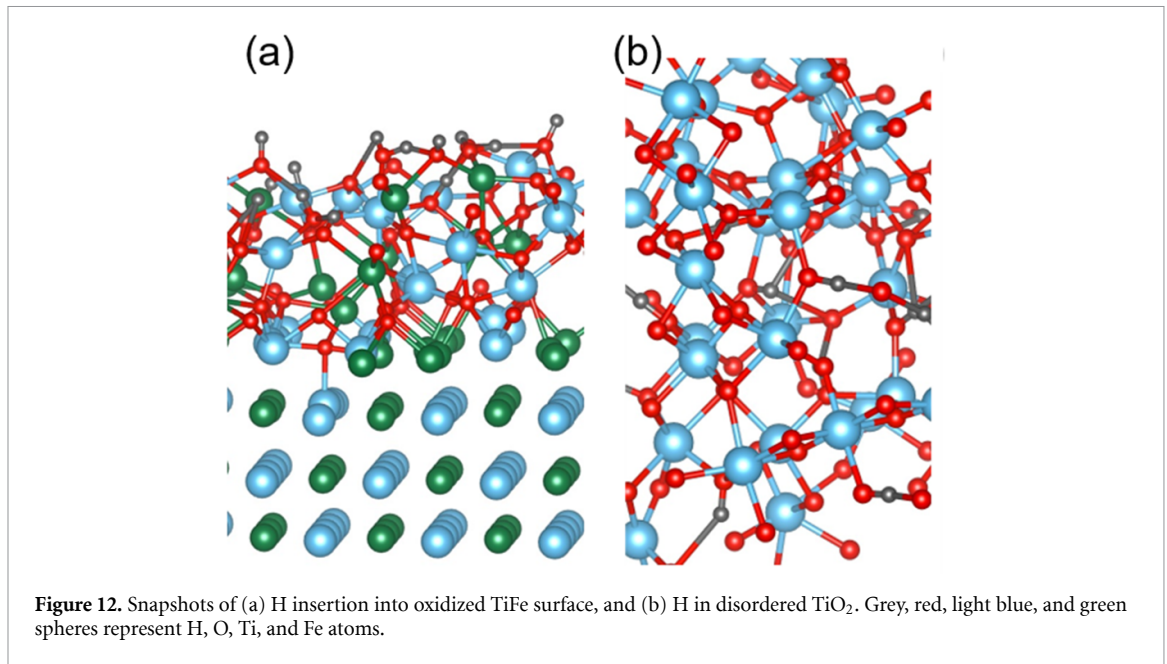 (a)
(b)
Figure 12. Snapshots of (a) H insertion into oxidized TiFe surface, and (b) H in disordered TiO₂. Grey, red, light blue, and green
spheres represent H, O, Ti, and Fe atoms.